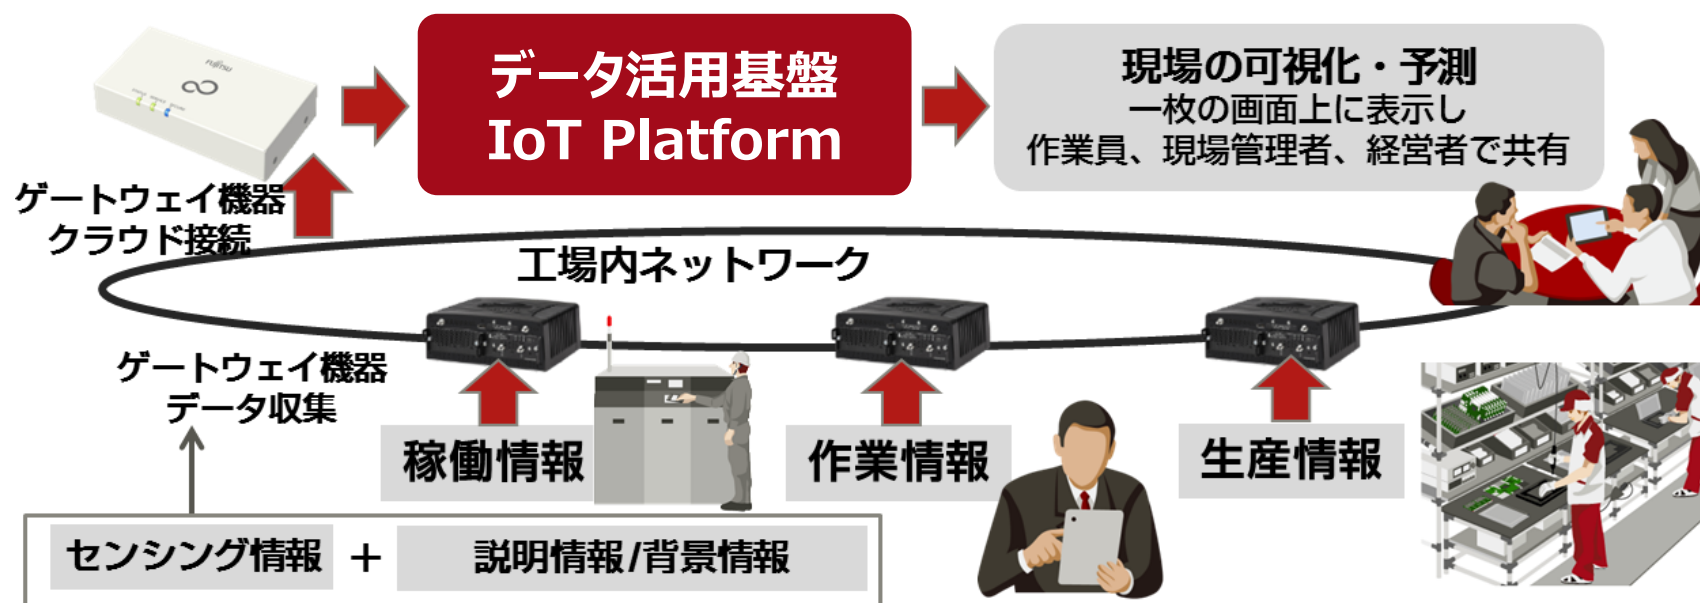 FUJITSU
データ活用基盤
IoT Platform
現場の可視化・予測
一枚の画面上に表示し
作業員、現場管理者、経営者で共有
ゲートウェイ機器
クラウド接続
工場内ネットワーク
ゲートウェイ機器
データ収集
稼働情報
作業情報
生産情報
センシング情報
+
説明情報/背景情報